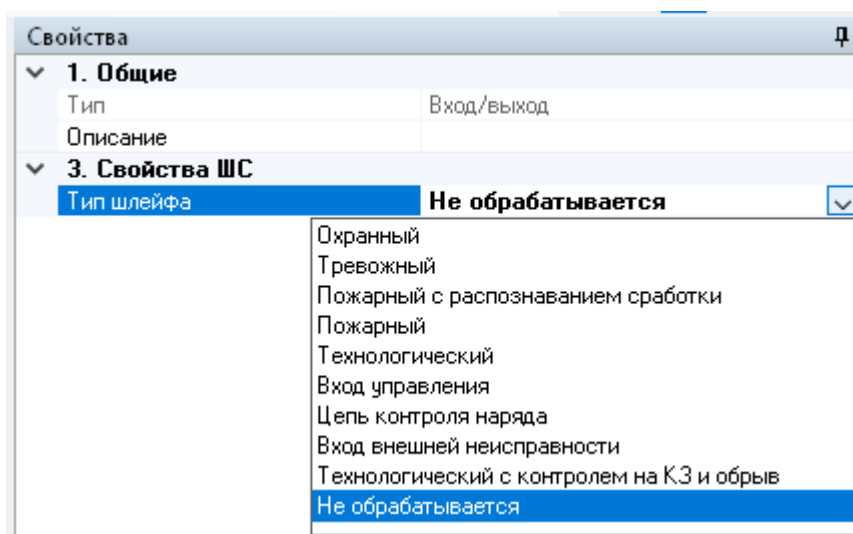 Свойства
1. Общие
Тип Вход/выход
Описание
3. Свойства ШС
Тип шлейфа Не обрабатывается
Охранный
Тревожный
Пожарный с распознаванием сработки
Пожарный
Технологический
Вход управления
Цепь контроля наряда
Вход внешней неисправности
Технологический с контролем на КЗ и обрыв
Не обрабатывается